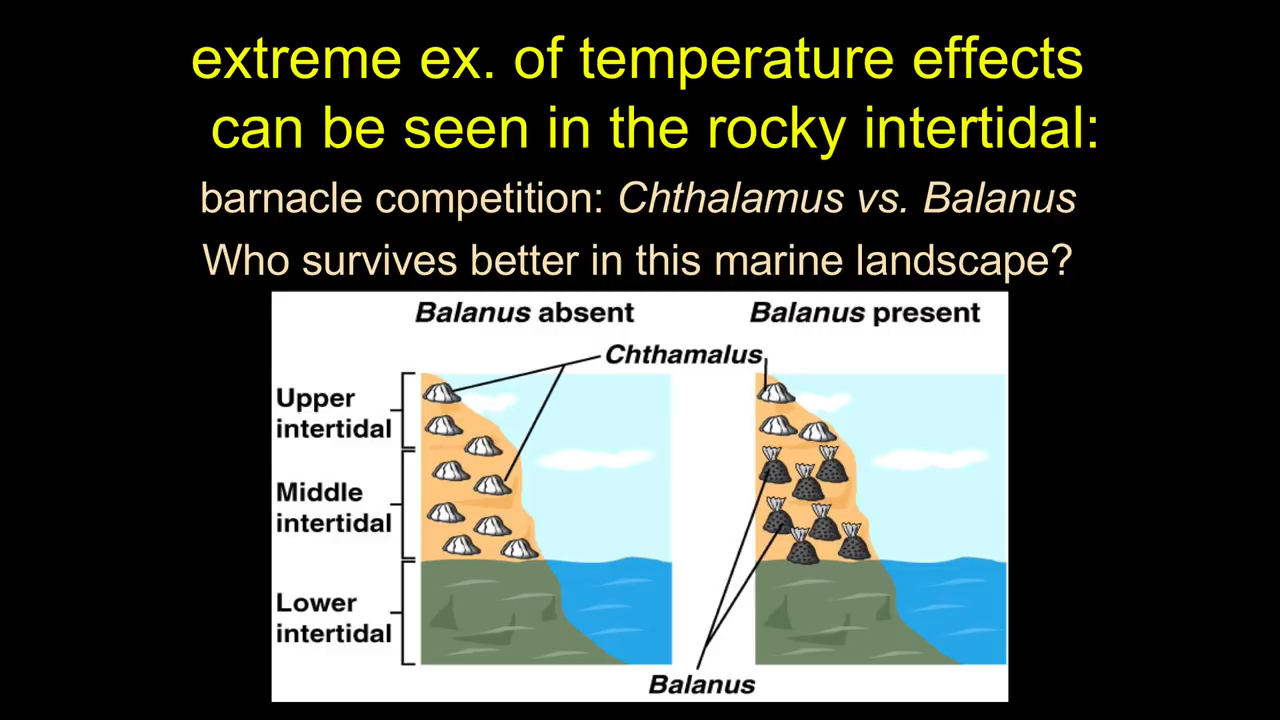 extreme ex. of temperature effects
can be seen in the rocky intertidal:
barnacle competition: Chthalamus vs. Balanus
Who survives better in this marine landscape?
Balanus absent
Balanus present
Chthamalus
Upper
intertidal
Middle
intertidal
Lower
intertidal
Balanus